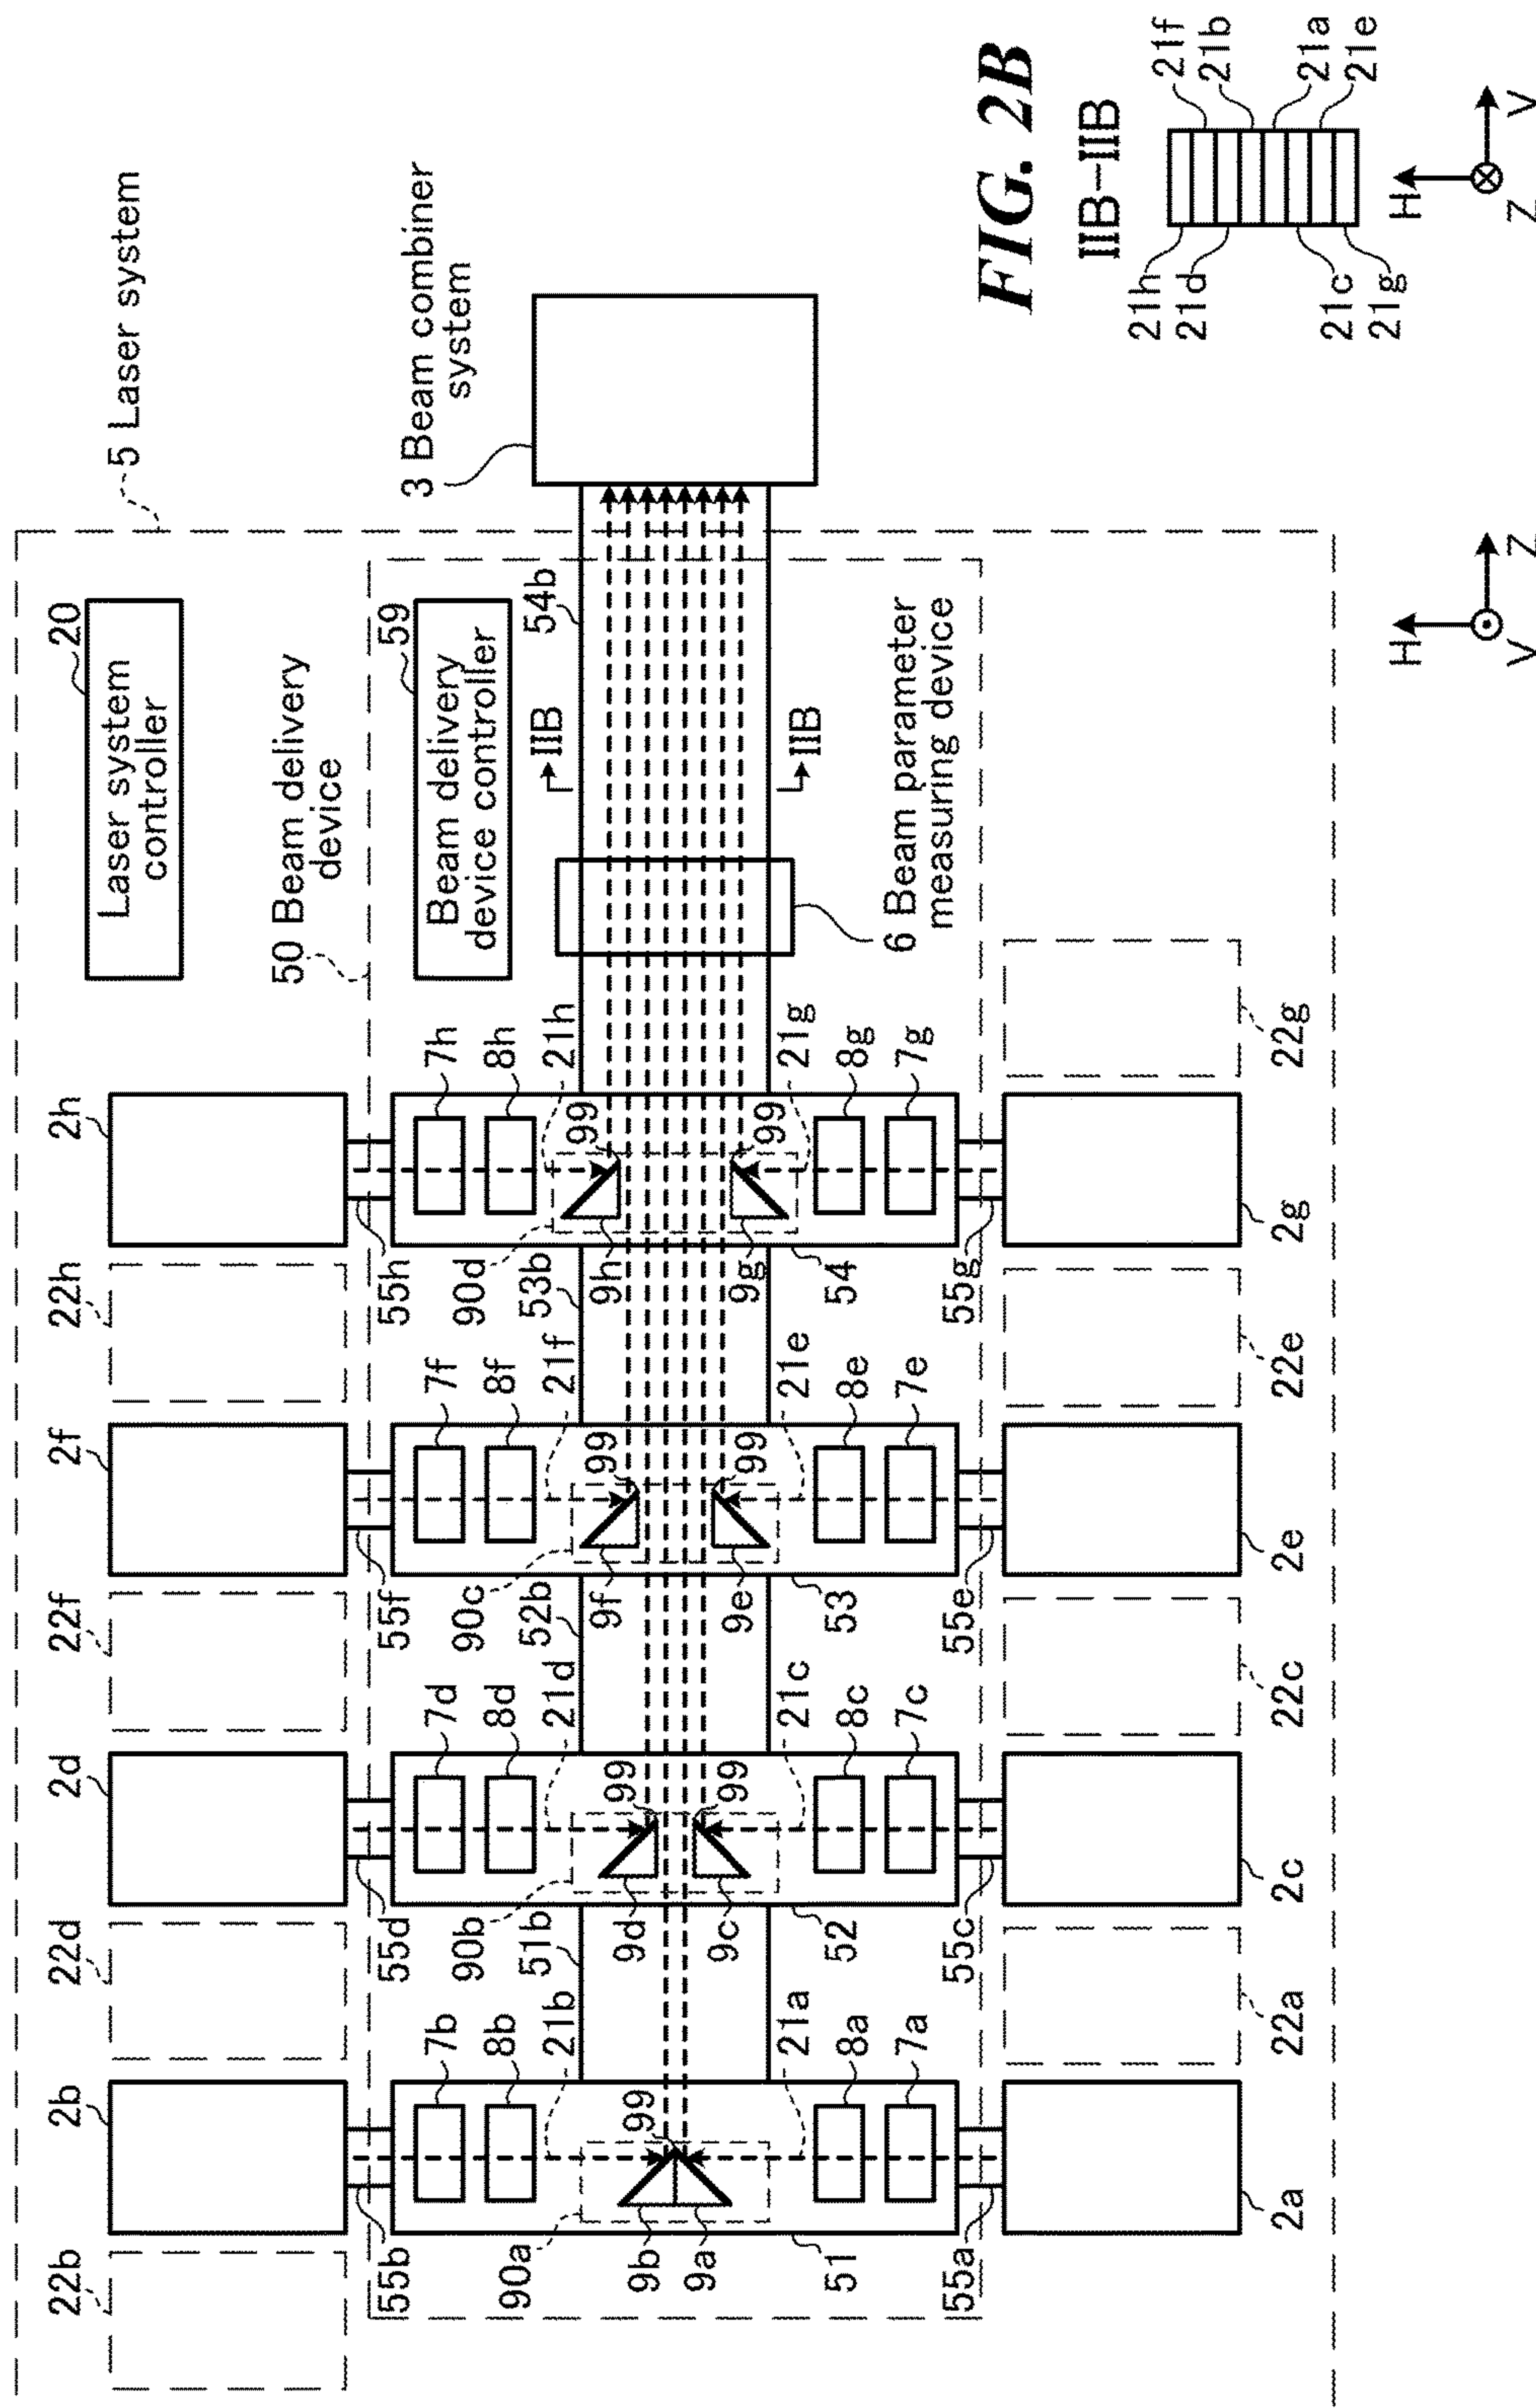 5 Laser system
20
Laser system
controller
50 Beam delivery
device
59
Beam delivery
device controller
3 Beam combiner
system
54b
IIB
IIB
6 Beam parameter
measuring device
22b
2b
22d
2d
22f
2f
22h
2h
55b
55d
55f
55h
7b
8b
21b
7d
8d
21d
7f
8f
21f
7h
8h
21h
90a
51b
90b
52b
90c
53b
90d
99
99
99
99
99
99
99
9b
9a
9d
9c
9f
9e
9h
9g
21a
8a
7a
21c
8c
7c
21e
8e
7e
21g
8g
7g
51
52
53
54
55a
55c
55e
55g
2a
22a
2c
22c
2e
22e
2g
22g
H
V
Z
FIG. 2B
IIB-IIB
21h
21d
21c
21g
21f
21b
21a
21e
H
Z
V